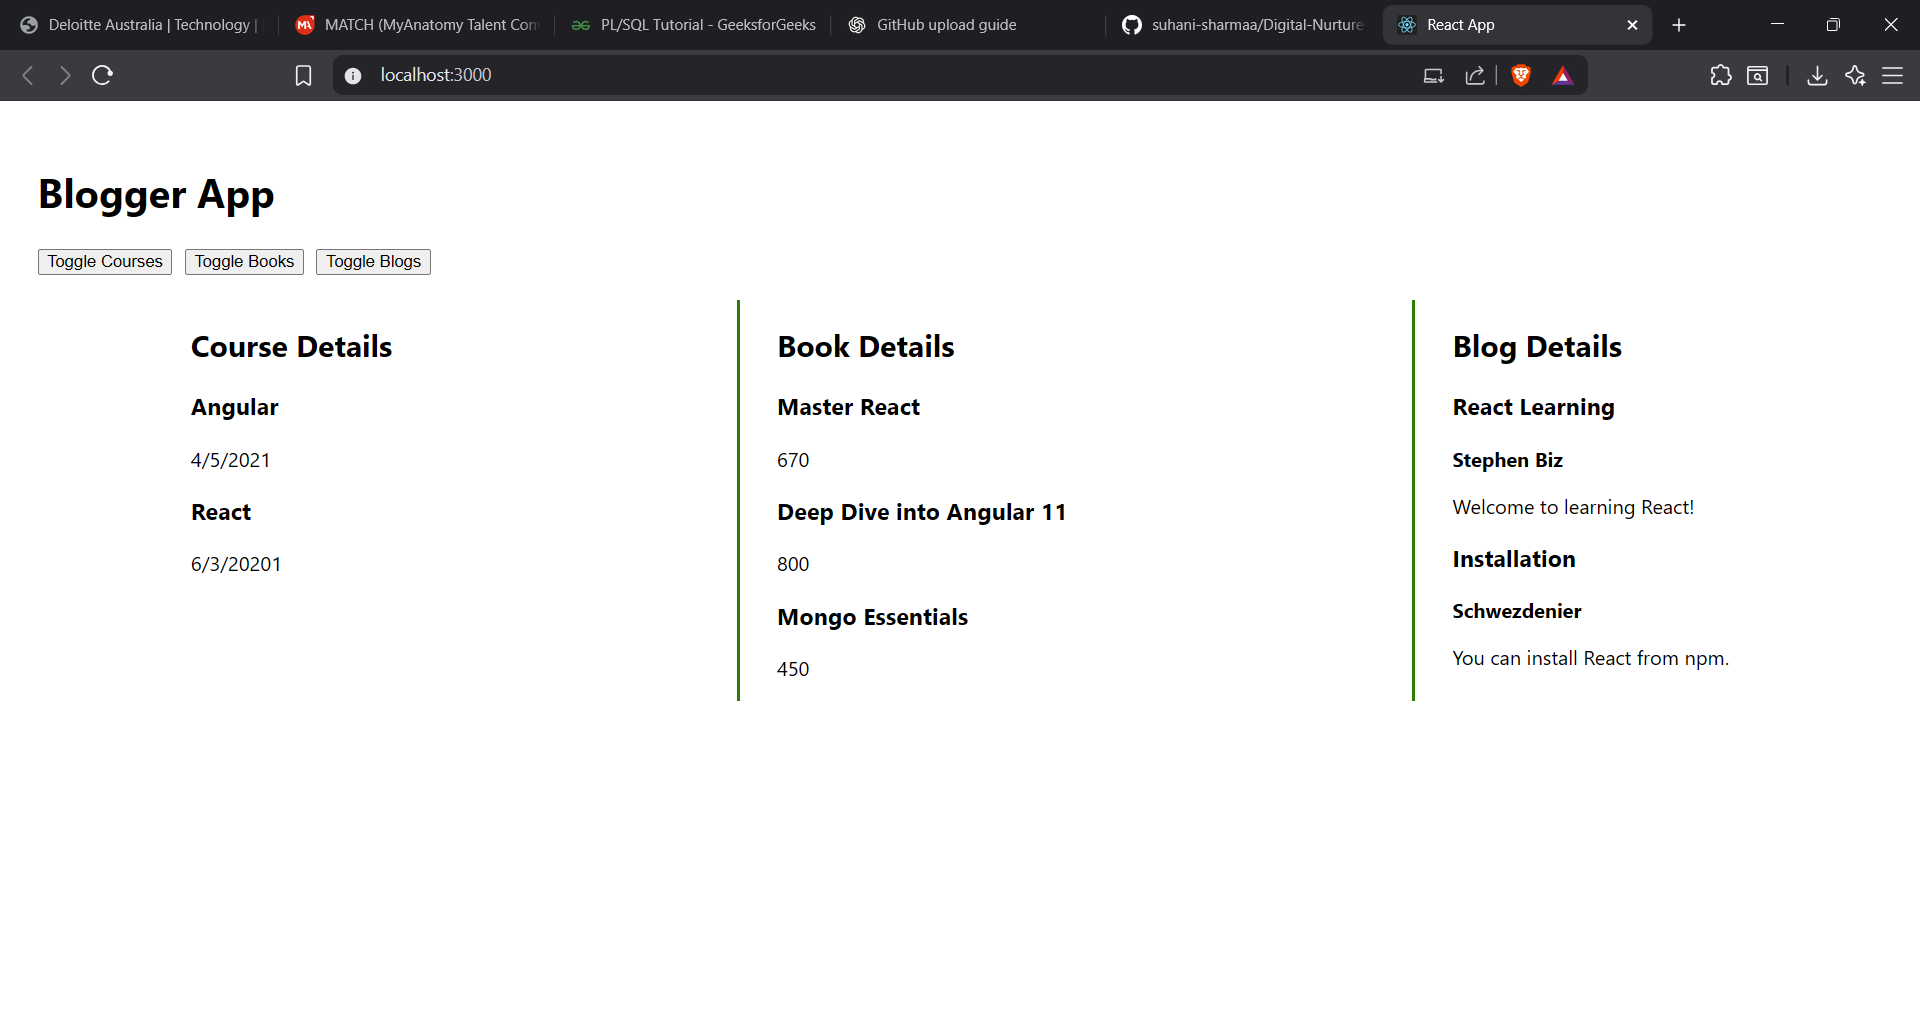 Deloitte Australia | Technology |
MATCH (MyAnatomy Talent Con
PL/SQL Tutorial - GeeksforGeeks
GitHub upload guide
suhani-sharmaa/Digital-Nurture
React App
localhost:3000
Blogger App
Toggle Courses Toggle Books Toggle Blogs
Course Details
Angular
4/5/2021
React
6/3/20201
Book Details
Master React
670
Deep Dive into Angular 11
800
Mongo Essentials
450
Blog Details
React Learning
Stephen Biz
Welcome to learning React!
Installation
Schwezdenier
You can install React from npm.